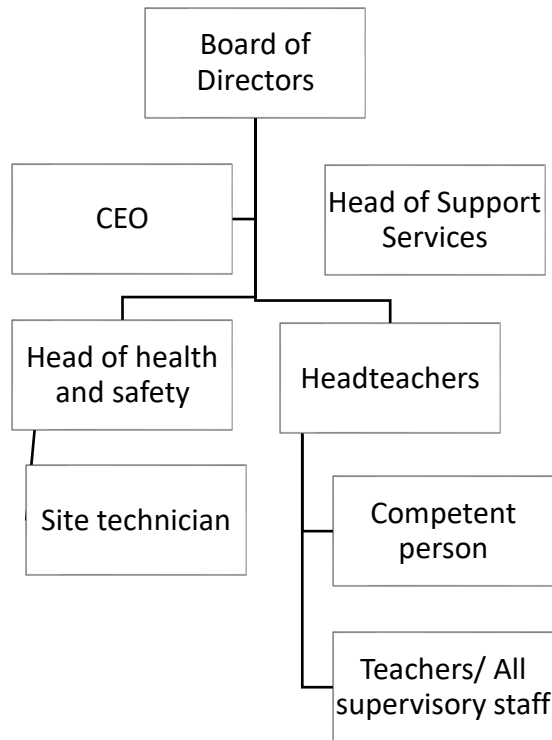 Board of
Directors
CEO
Head of Support
Services
Head of health
and safety
Headteachers
Site technician
Competent
person
Teachers/ All
supervisory staff